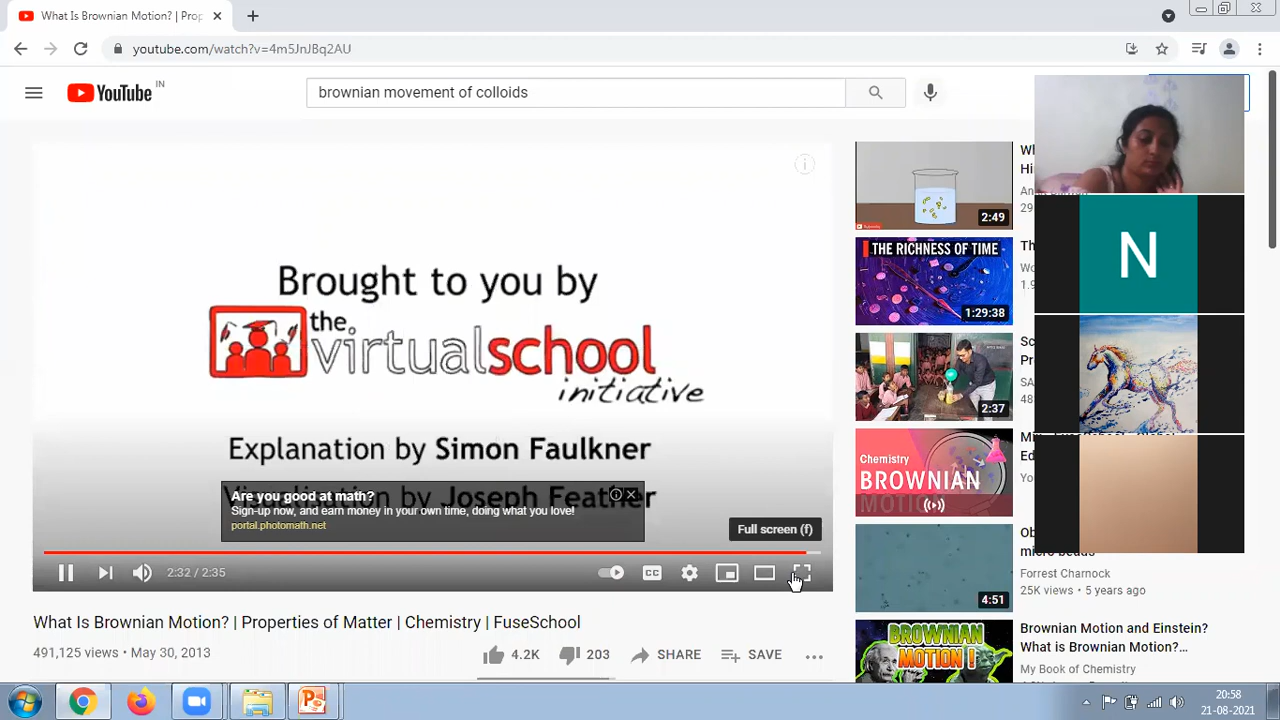 What Is Brownian Motion? | Prop
youtube.com/watch?v=4m5JnJBq2AU
YouTube IN
brownian movement of colloids
Brought to you by
the
virtualschool
initiative
Explanation by Simon Faulkner
Visualisation by Joseph Feather
Are you good at math?
Sign-up now, and earn money in your own time, doing what you love!
portal.photomath.net
Full screen (f)
2:32 / 2:35
CC
What Is Brownian Motion? | Properties of Matter | Chemistry | FuseSchool
491,125 views • May 30, 2013
4.2K
203
SHARE
SAVE
2:49
THE RICHNESS OF TIME
1:29:38
2:37
Chemistry
BROWNIAN
MOTION
4:51
Forrest Charnock
25K views • 5 years ago
BROWNIAN
MOTION !
Brownian Motion and Einstein?
What is Brownian Motion?...
My Book of Chemistry
N
20:58
21-08-2021